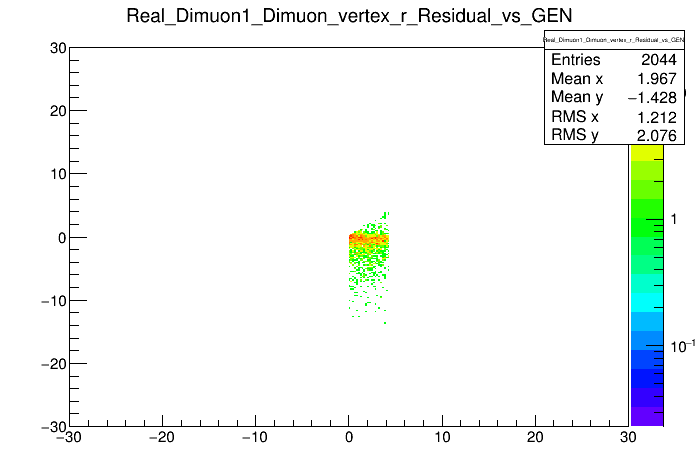 Real_Dimuon1_Dimuon_vertex_r_Residual_vs_GEN
Real_Dimuon1_Dimuon_vertex_r_Residual_vs_GEN
Entries 2044
Mean x 1.967
Mean y −1.428
RMS x 1.212
RMS y 2.076
30
20
10
0
−10
−20
−30
−30 −20 −10 0 10 20 30
1
10−1